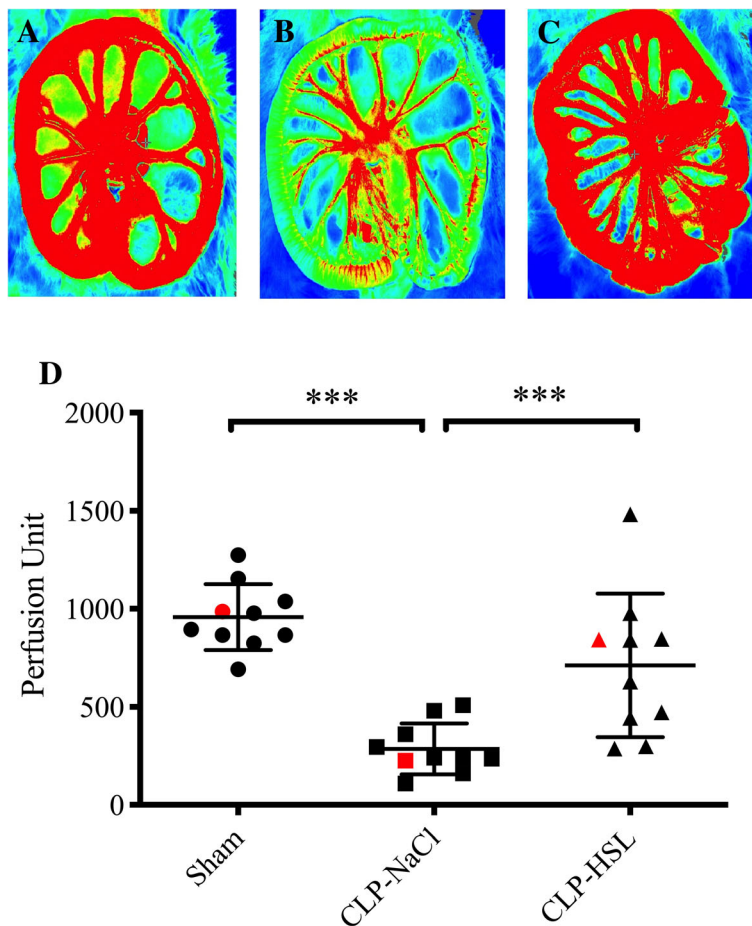 A B C
D
*** ***
2000
1500
1000
500
0
Perfusion Unit
Sham CLP-NaCl CLP-HSL